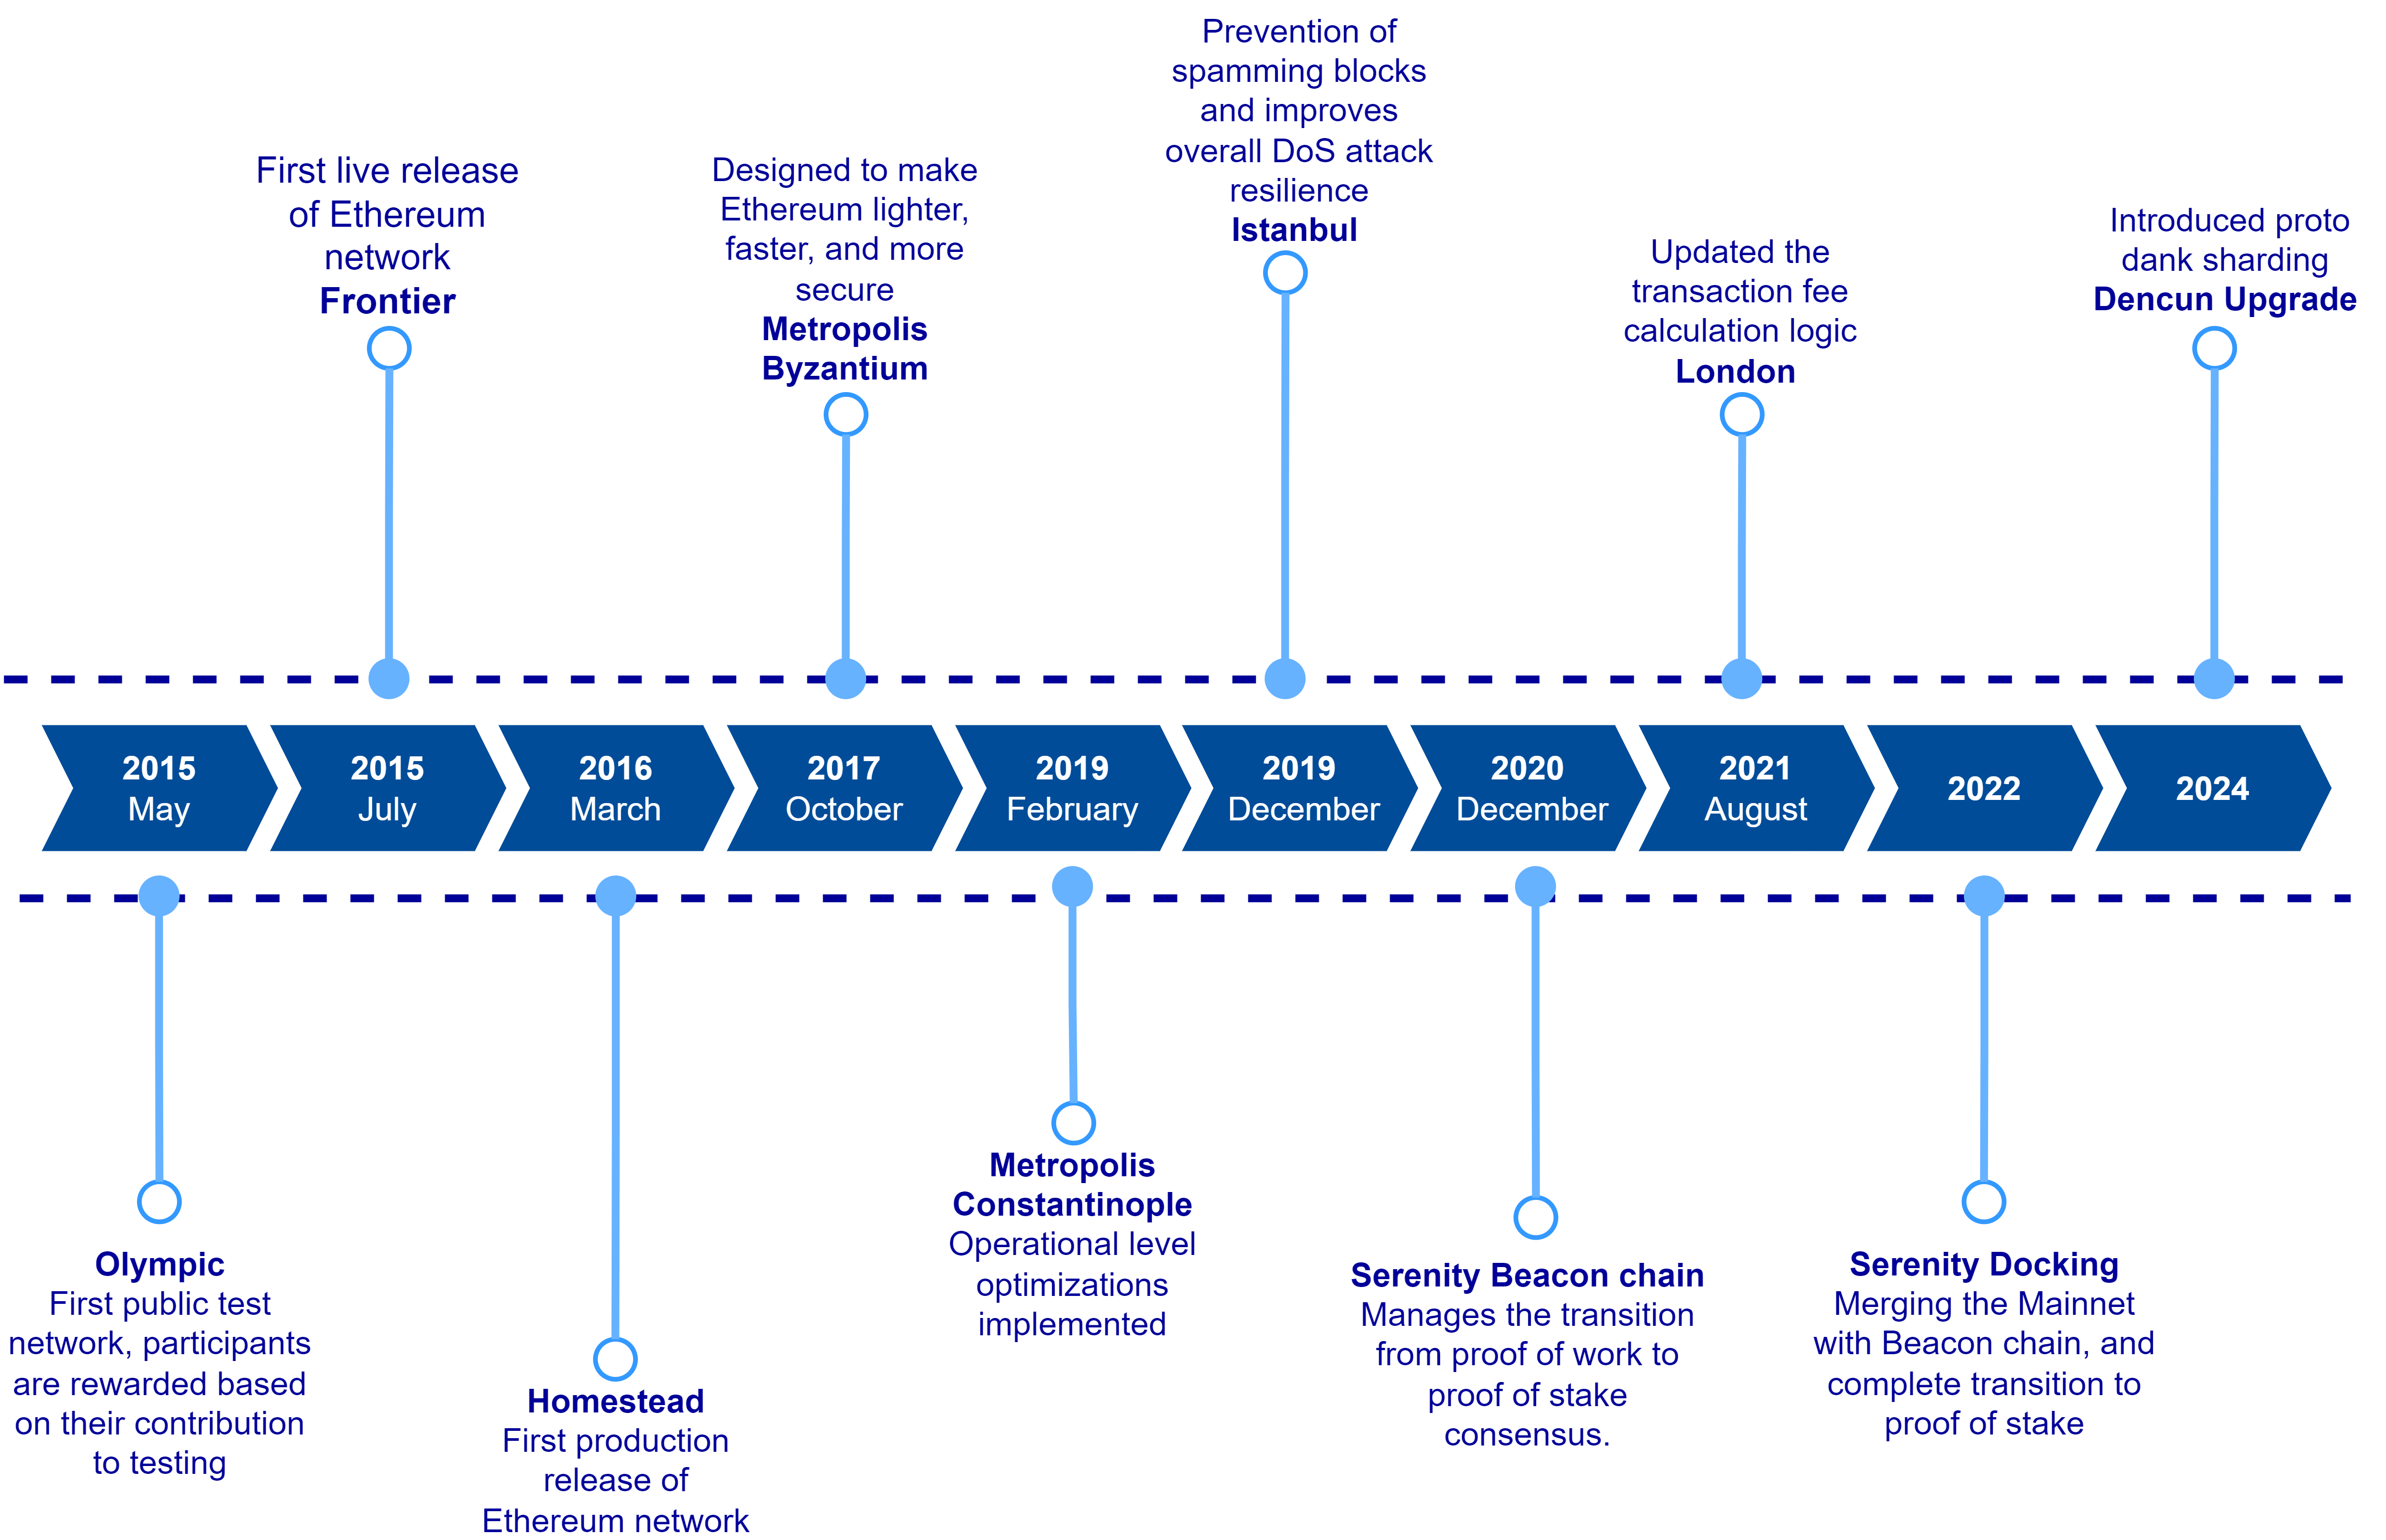 Prevention of
spamming blocks
and improves
overall DoS attack
resilience
Istanbul
First live release
of Ethereum
network
Frontier
Designed to make
Ethereum lighter,
faster, and more
secure
Metropolis
Byzantium
Updated the
transaction fee
calculation logic
London
Introduced proto
dank sharding
Dencun Upgrade
2015
May
2015
July
2016
March
2017
October
2019
February
2019
December
2020
December
2021
August
2022
2024
Olympic
First public test
network, participants
are rewarded based
on their contribution
to testing
Homestead
First production
release of
Ethereum network
Metropolis
Constantinople
Operational level
optimizations
implemented
Serenity Beacon chain
Manages the transition
from proof of work to
proof of stake
consensus.
Serenity Docking
Merging the Mainnet
with Beacon chain, and
complete transition to
proof of stake